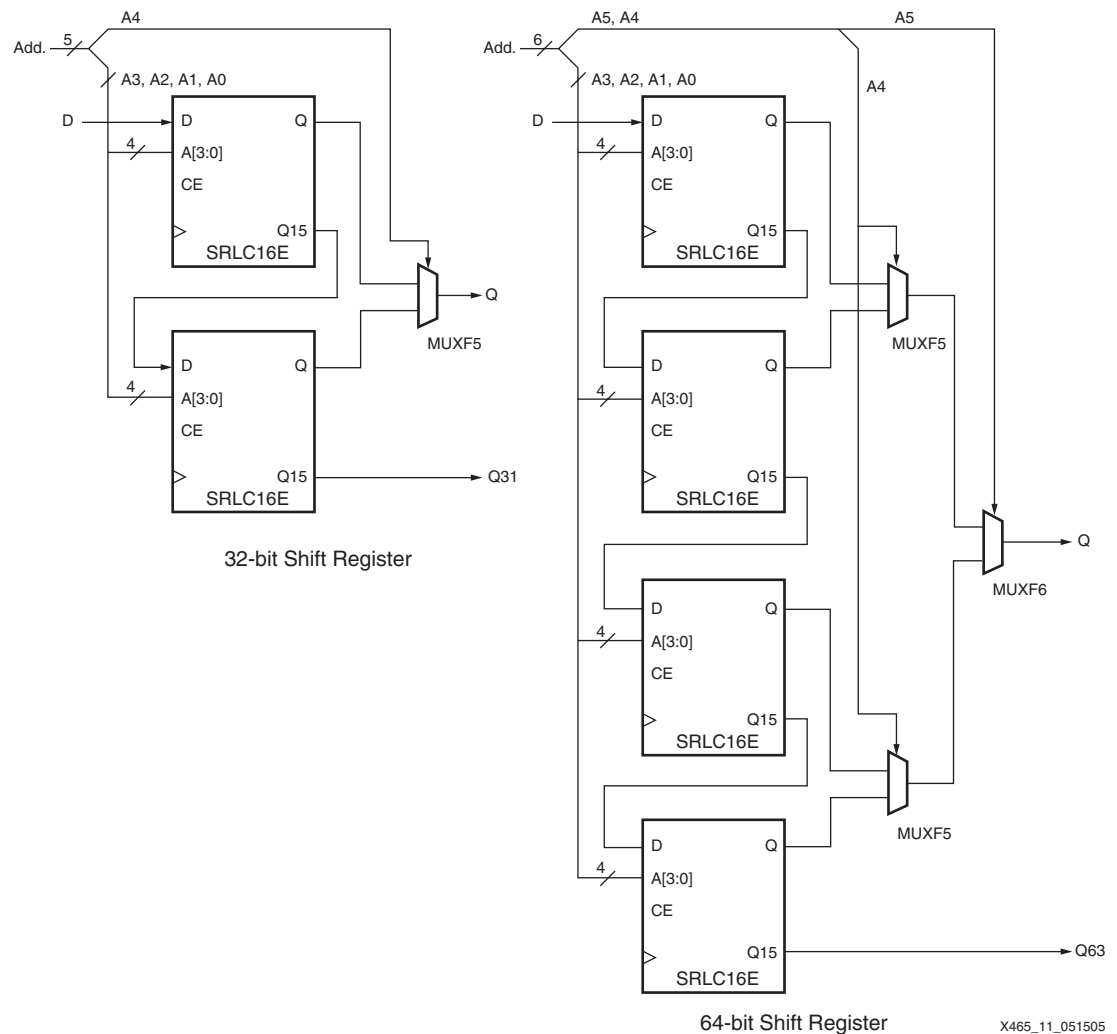 A4
Add.
5
A3, A2, A1, A0
D
D
Q
4
A[3:0]
CE
Q15
SRLC16E
Q
MUXF5
D
Q
4
A[3:0]
CE
Q15
Q31
SRLC16E
32-bit Shift Register
A5, A4
A5
Add.
6
A3, A2, A1, A0
A4
D
D
Q
4
A[3:0]
CE
Q15
SRLC16E
MUXF5
D
Q
4
A[3:0]
CE
Q15
SRLC16E
Q
MUXF6
D
Q
4
A[3:0]
CE
Q15
SRLC16E
MUXF5
D
Q
4
A[3:0]
CE
Q15
Q63
SRLC16E
64-bit Shift Register
X465_11_051505